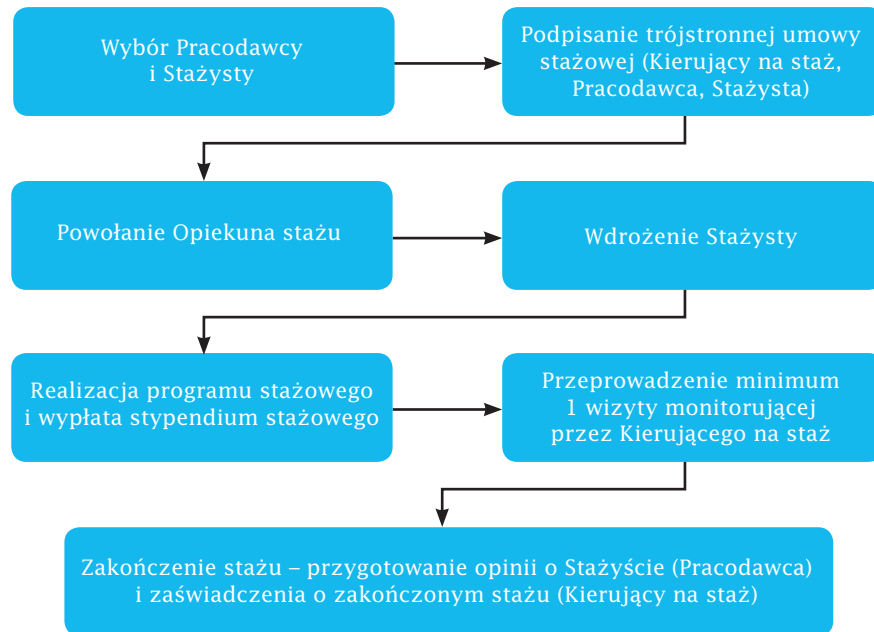 Wybór Pracodawcy
i Stażysty
Podpisanie trójstronnej umowy
stażowej (Kierujący na staż,
Pracodawca, Stażysta)
Powołanie Opiekuna stażu
Wdrożenie Stażysty
Realizacja programu stażowego
i wypłata stypendium stażowego
Przeprowadzenie minimum
1 wizyty monitorującej
przez Kierującego na staż
Zakończenie stażu – przygotowanie opinii o Stażyście (Pracodawca)
i zaświadczenia o zakończonym stażu (Kierujący na staż)